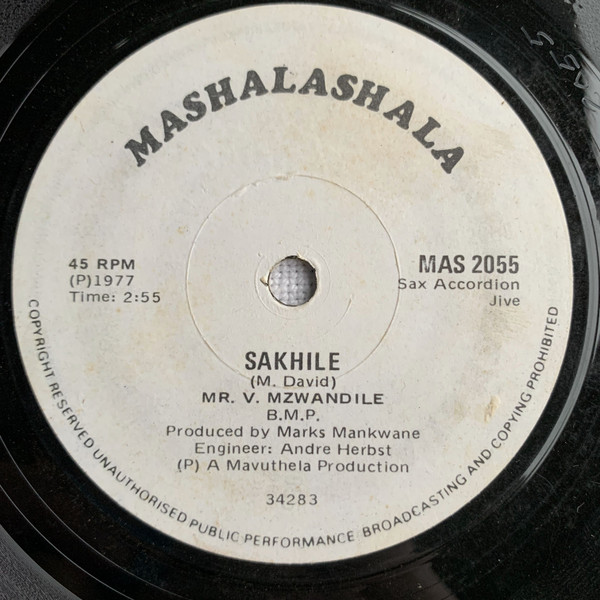 MASHALASHALA
45 RPM
(P)1977
Time: 2:55
MAS 2055
Sax Accordion
Jive
SAKHILE
(M. David)
MR. V. MZWANDILE
B.M.P.
Produced by Marks Mankwane
Engineer: Andre Herbst
(P) A Mavuthela Production
34283
COPYRIGHT RESERVED UNAUTHORISED PUBLIC PERFORMANCE BROADCASTING AND COPYING PROHIBITED